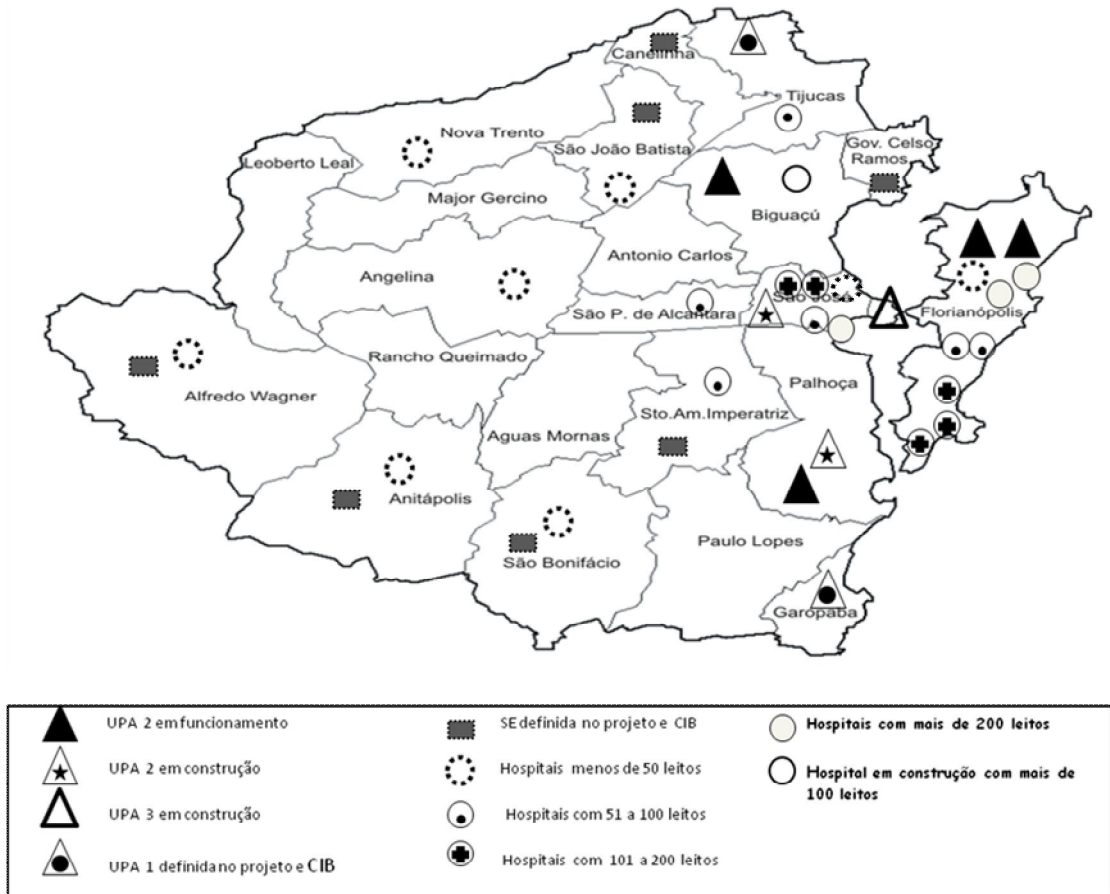 Canelinha
Tijucas
Nova Trento
São João Batista
Gov. Celso
Ramos
Leoberto Leal
Major Gercino
Biguaçú
Antonio Carlos
Angelina
São José
São P. de Alcantara
Florianópolis
Rancho Queimado
Palhoça
Alfredo Wagner
Sto.Am.Imperatriz
Aguas Mornas
Anitápolis
Paulo Lopes
São Bonifácio
Garopaba
UPA 2 em funcionamento
UPA 2 em construção
UPA 3 em construção
UPA 1 definida no projeto e CIB
SE definida no projeto e CIB
Hospitais menos de 50 leitos
Hospitais com 51 a 100 leitos
Hospitais com 101 a 200 leitos
Hospitais com mais de 200 leitos
Hospital em construção com mais de
100 leitos